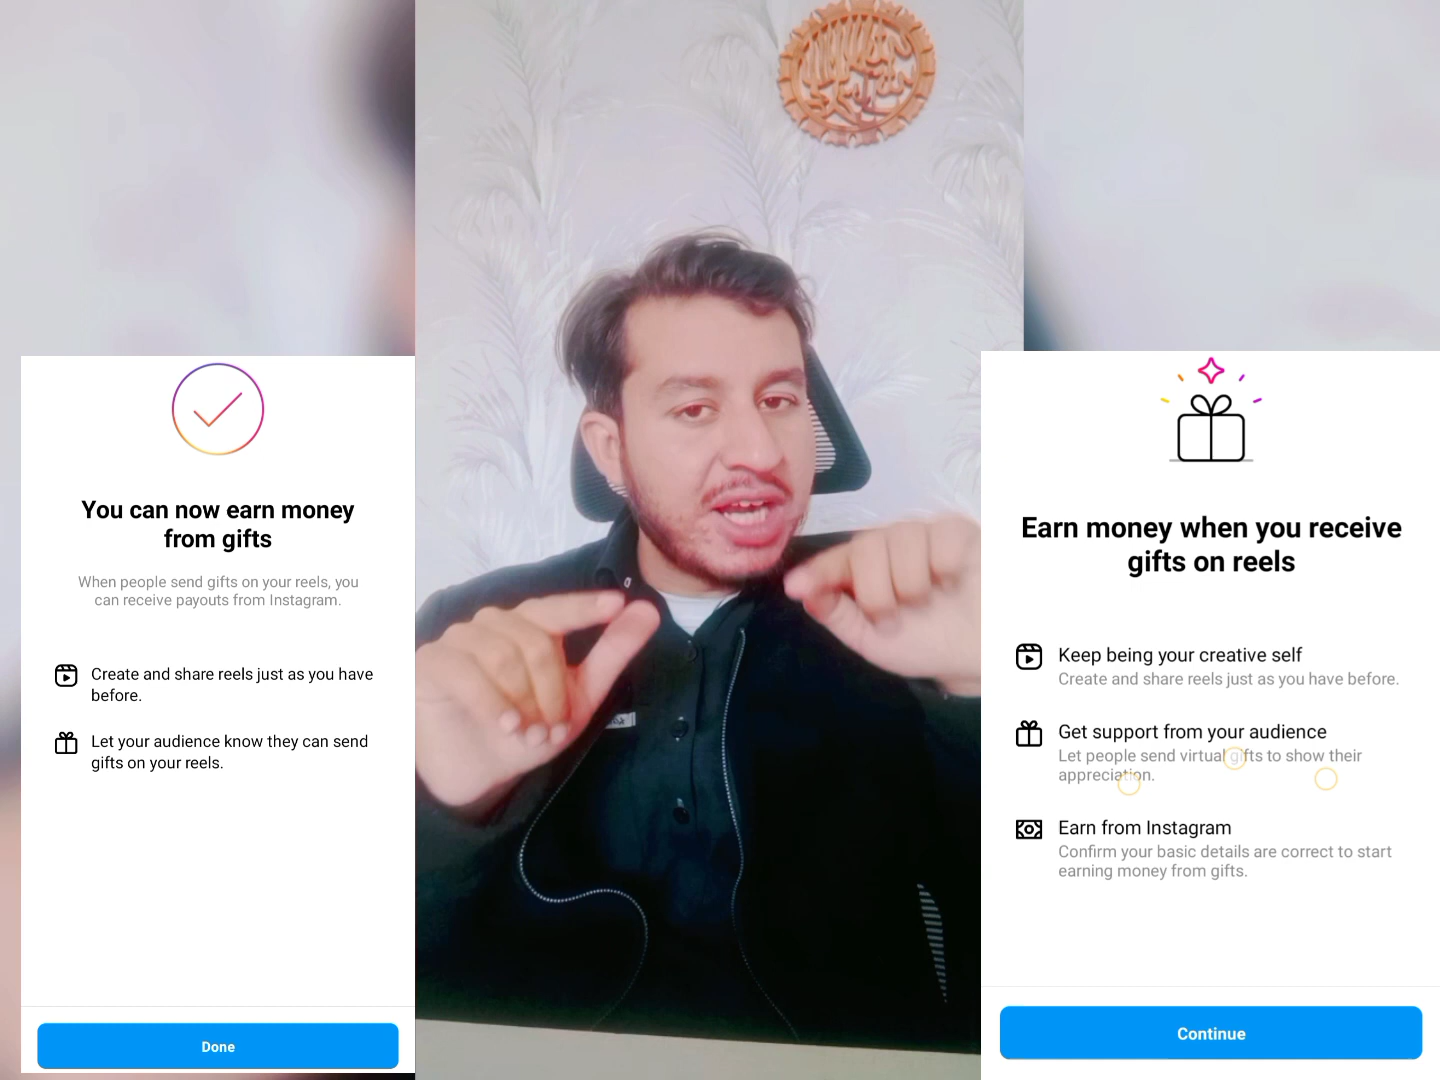 You can now earn money
from gifts
When people send gifts on your reels, you
can receive payouts from Instagram.
Create and share reels just as you have
before.
Let your audience know they can send
gifts on your reels.
Done
Earn money when you receive
gifts on reels
Keep being your creative self
Create and share reels just as you have before.
Get support from your audience
Let people send virtual gifts to show their
appreciation.
Earn from Instagram
Confirm your basic details are correct to start
earning money from gifts.
Continue